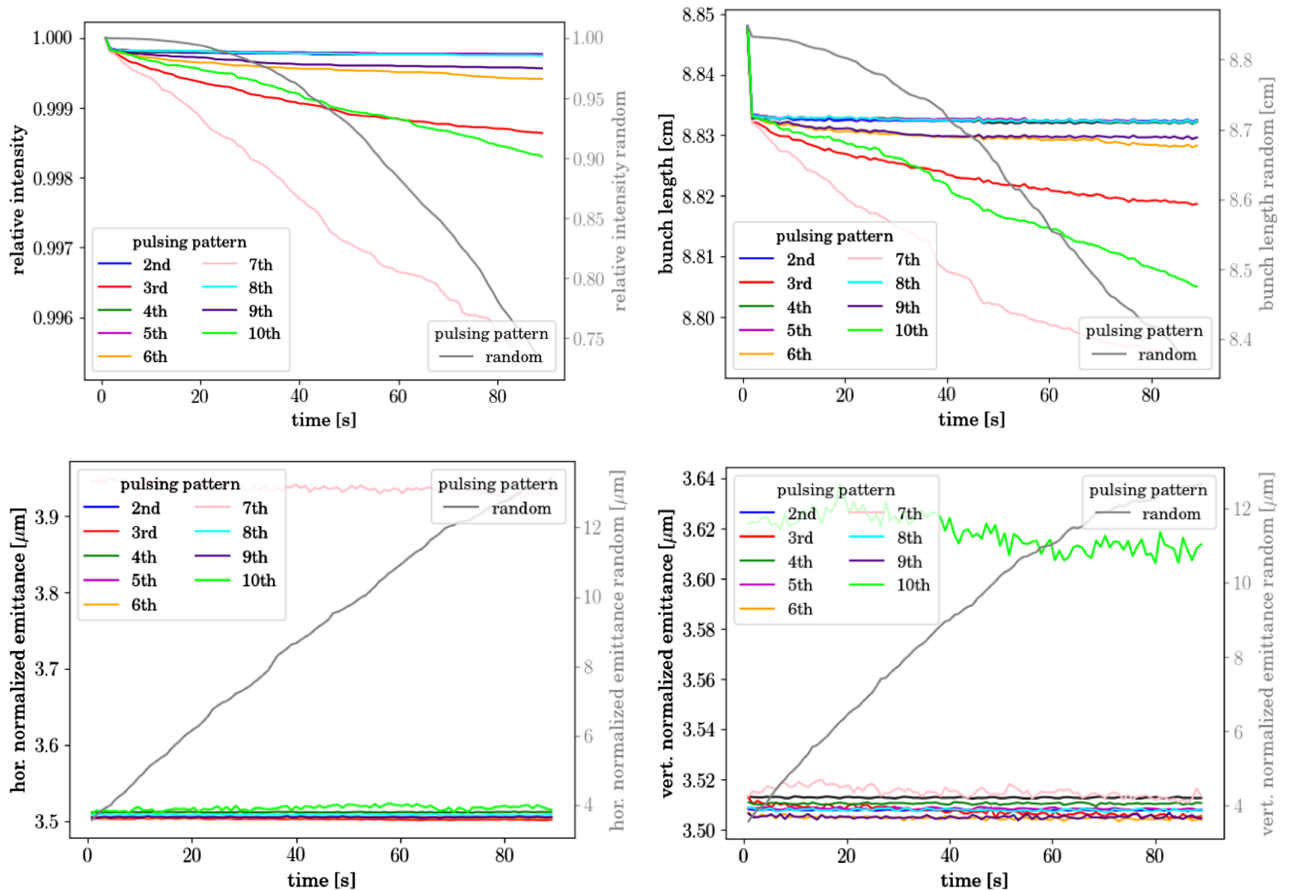 1.000
0.999
0.998
0.997
0.996
relative intensity
1.00
0.95
0.90
0.85
0.80
0.75
relative intensity random
pulsing pattern
2nd 7th
3rd 8th
4th 9th
5th 10th
6th
pulsing pattern
random
0 20 40 60 80
time [s]
8.85
8.84
8.83
8.82
8.81
8.80
bunch length [cm]
8.8
8.7
8.6
8.5
8.4
bunch length random [cm]
pulsing pattern
2nd 7th
3rd 8th
4th 9th
5th 10th
6th
pulsing pattern
random
0 20 40 60 80
time [s]
3.9
3.8
3.7
3.6
3.5
hor. normalized emittance [μm]
12
10
8
6
4
hor. normalized emittance random [μm]
pulsing pattern
2nd 7th
3rd 8th
4th 9th
5th 10th
6th
pulsing pattern
random
0 20 40 60 80
time [s]
3.64
3.62
3.60
3.58
3.56
3.54
3.52
3.50
vert. normalized emittance [μm]
12
10
8
6
4
vert. normalized emittance random [μm]
pulsing pattern
2nd 7th
3rd 8th
4th 9th
5th 10th
6th
pulsing pattern
random
0 20 40 60 80
time [s]